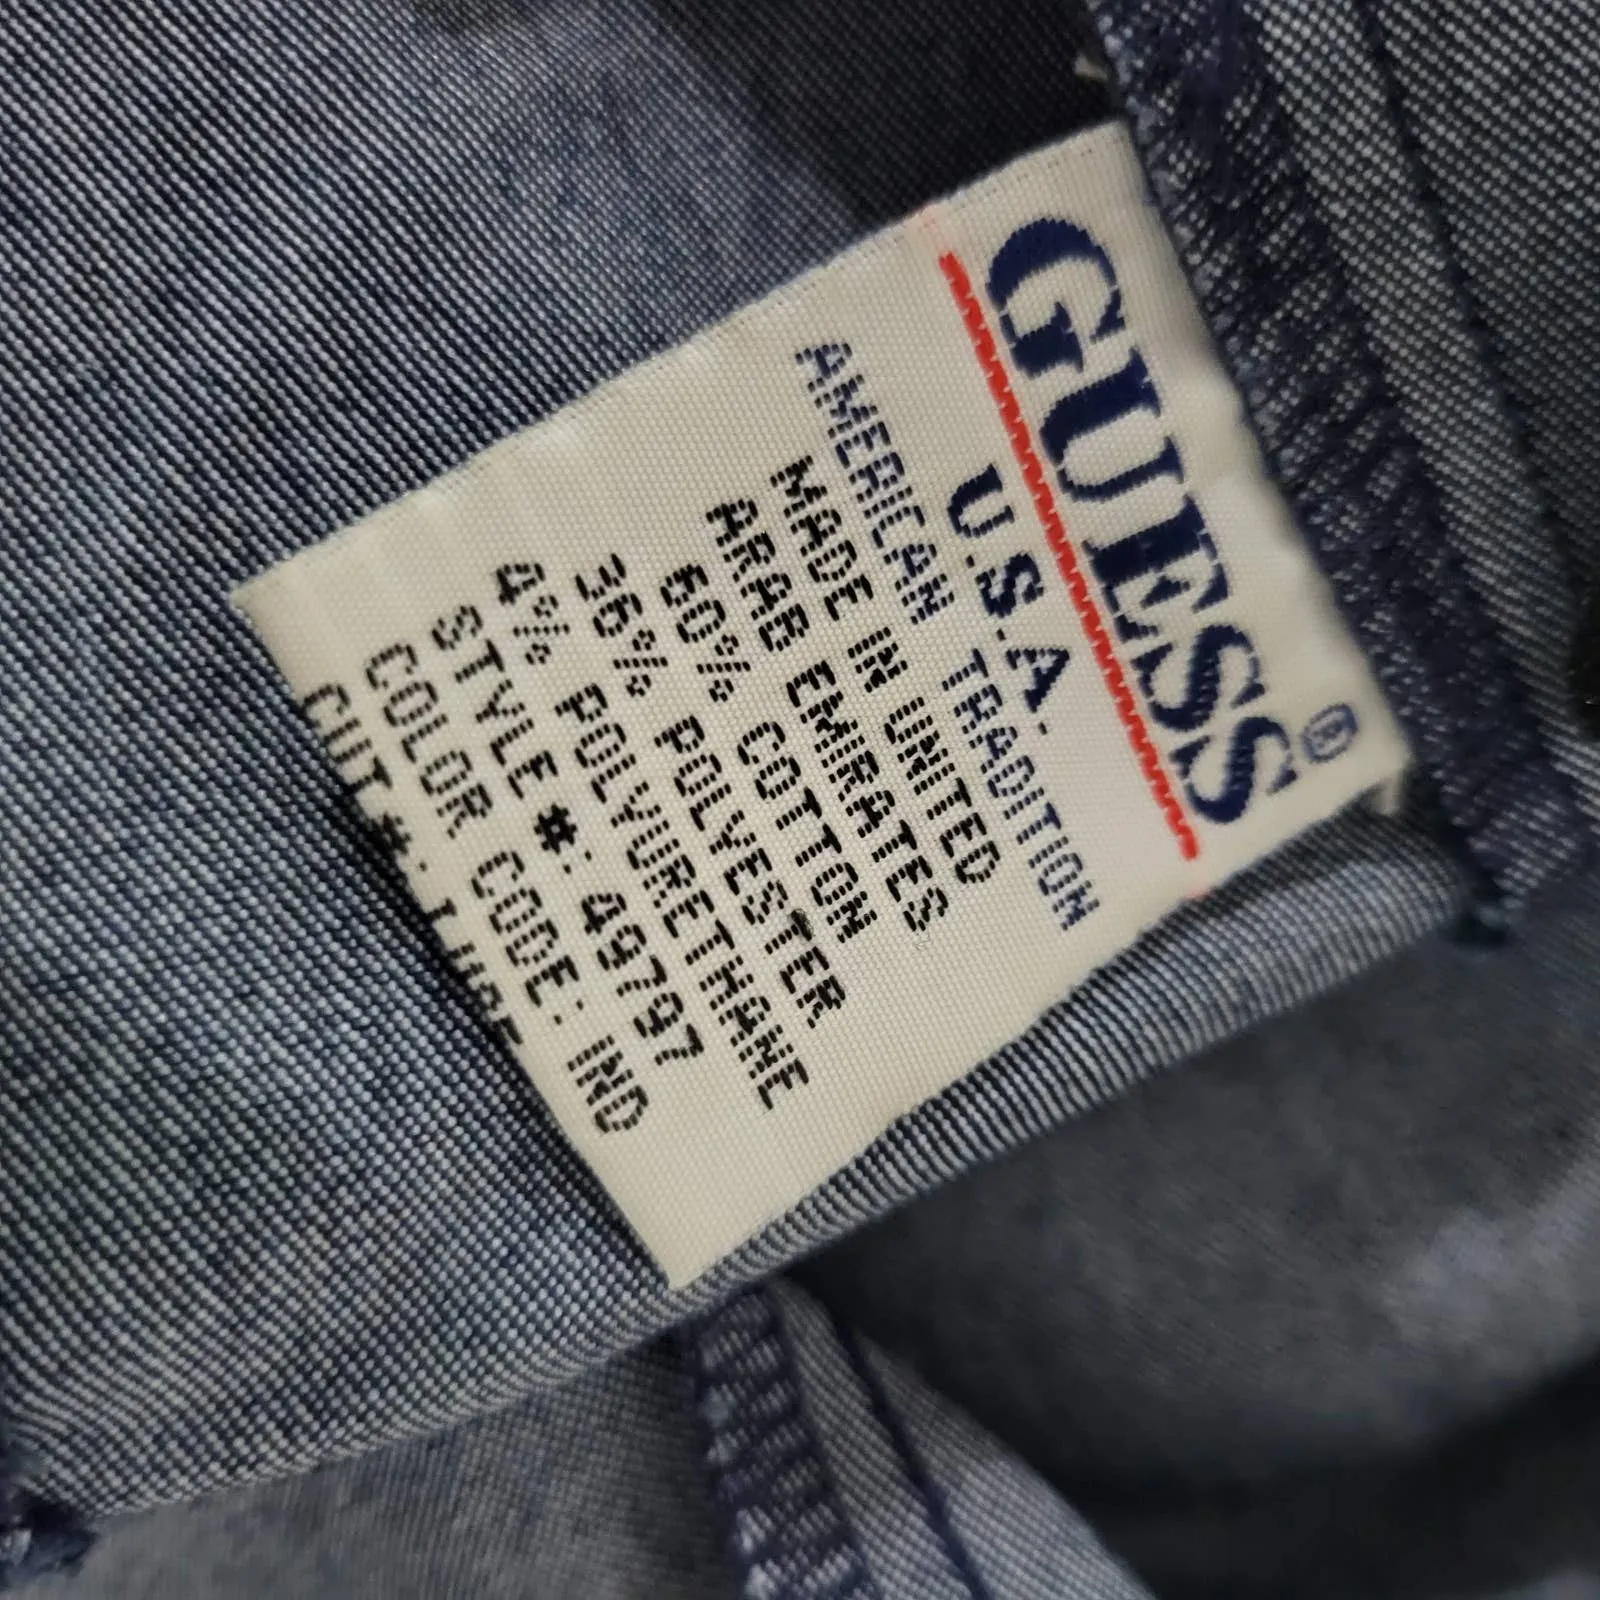 GUESS®
U.S.A.
AMERICAN TRADITION
MADE IN UNITED
ARAB EMIRATES
60% COTTON
36% POLYESTER
4% POLYURETHANE
STYLE #: 49797
COLOR CODE: IND
CUT #: